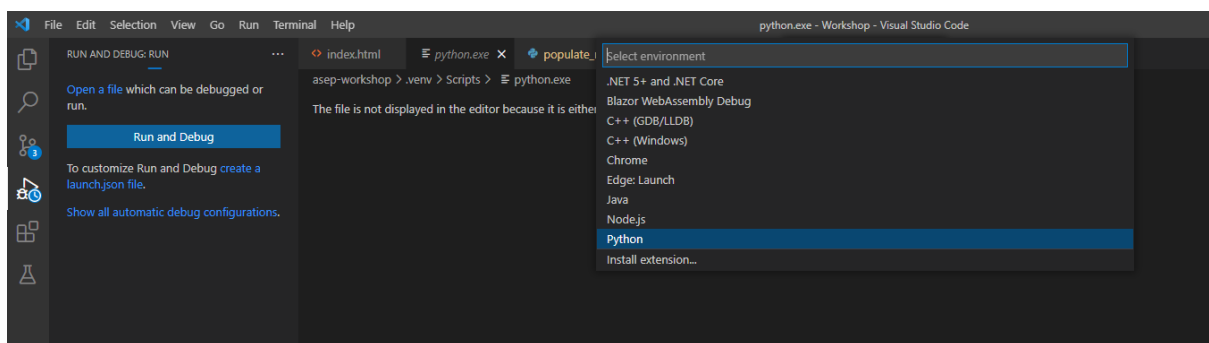 File Edit Selection View Go Run Terminal Help
python.exe - Workshop - Visual Studio Code
RUN AND DEBUG: RUN ...
Open a file which can be debugged or
run.
Run and Debug
To customize Run and Debug create a
launch.json file.
Show all automatic debug configurations.
3
index.html python.exe populate_
asep-workshop > .venv > Scripts > python.exe
The file is not displayed in the editor because it is either
Select environment
.NET 5+ and .NET Core
Blazor WebAssembly Debug
C++ (GDB/LLDB)
C++ (Windows)
Chrome
Edge: Launch
Java
Node.js
Python
Install extension...